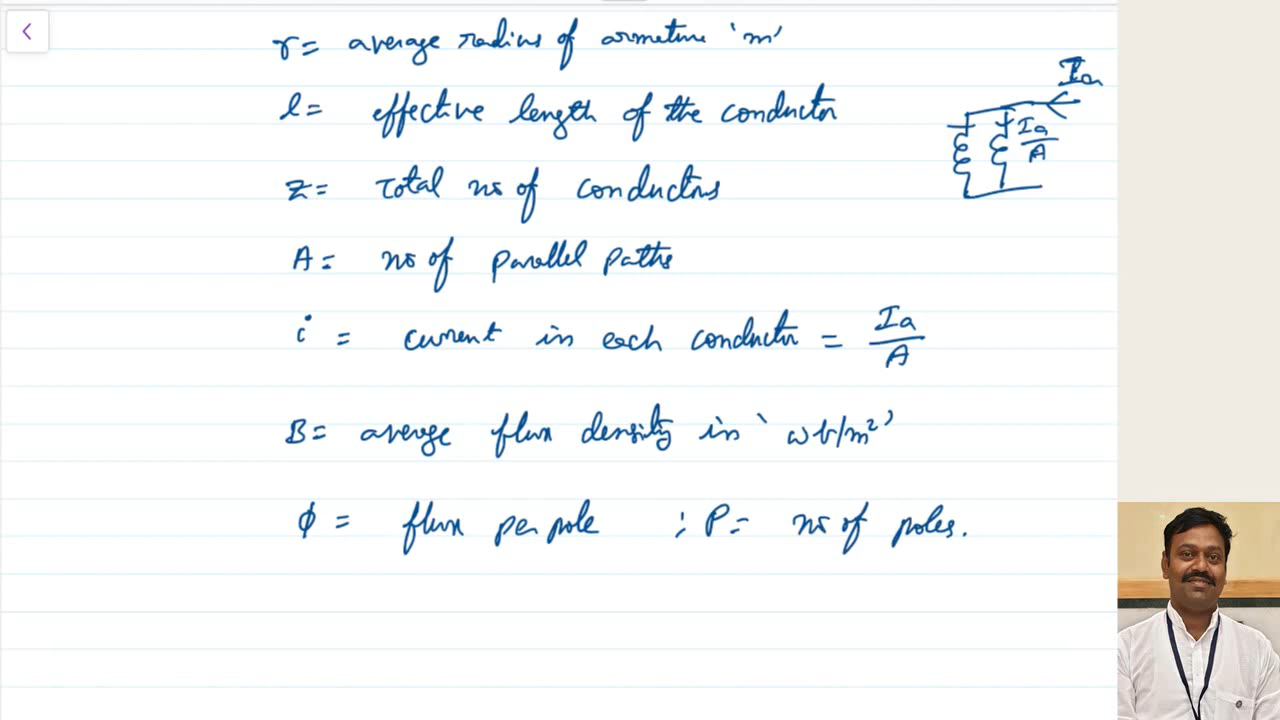 r = average radius of armature 'm'
Ia
l = effective length of the conductor
Ia/A
z = Total no of conductors
A = no of parallel paths
i = current in each conductor = Ia/A
B = average flux density in 'wb/m²'
φ = flux per pole ; P = no of poles.